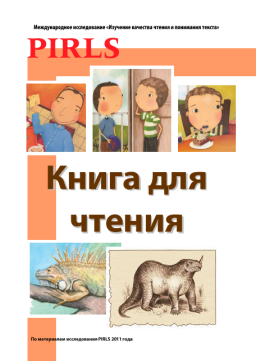 Международное исследование «Изучение качества чтения и понимания текста»
PIRLS
Книга для
чтения
По материалам исследования PIRLS 2011 года